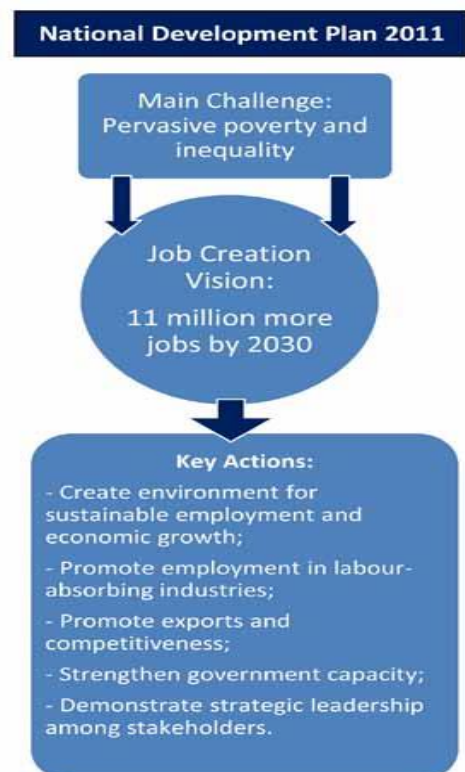 National Development Plan 2011
Main Challenge:
Pervasive poverty and
inequality
Job Creation
Vision:
11 million more
jobs by 2030
Key Actions:
- Create environment for
sustainable employment and
economic growth;
- Promote employment in labour-
absorbing industries;
- Promote exports and
competitiveness;
- Strengthen government capacity;
- Demonstrate strategic leadership
among stakeholders.